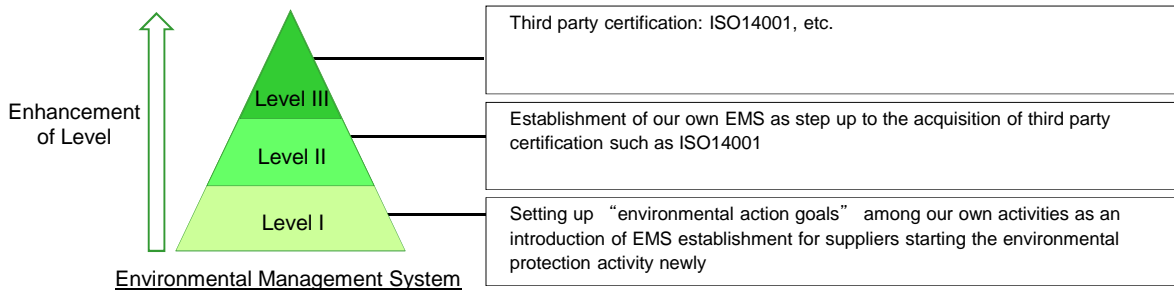 Third party certification: ISO14001, etc.
Level III
Enhancement
of Level
Establishment of our own EMS as step up to the acquisition of third party
certification such as ISO14001
Level II
Level I
Setting up “environmental action goals” among our own activities as an
introduction of EMS establishment for suppliers starting the environmental
protection activity newly
Environmental Management System